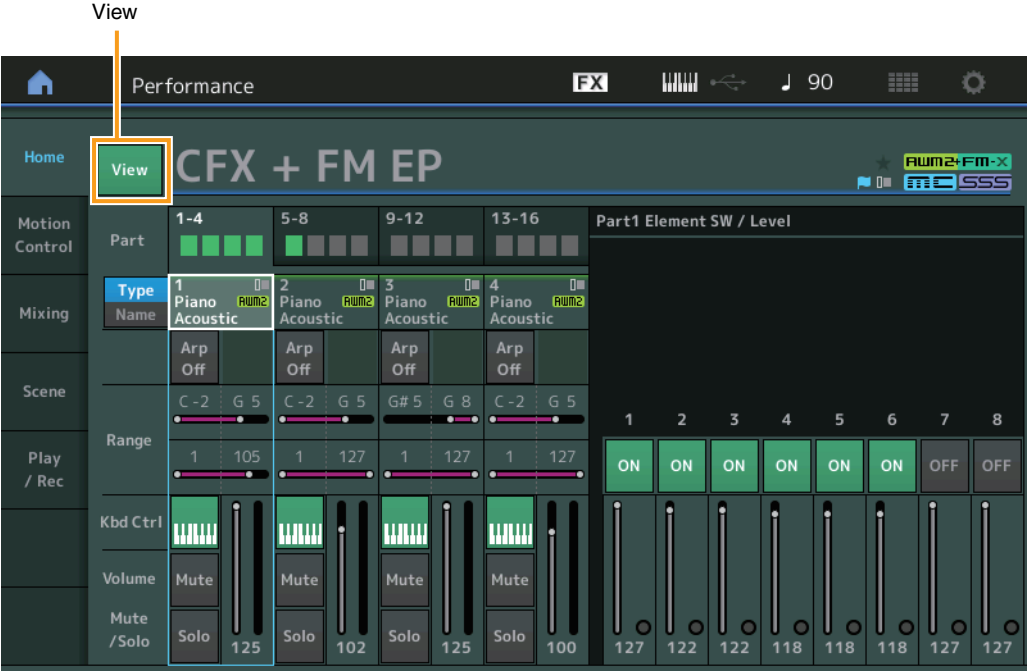 View
Performance FX 90
Home View CFX + FM EP AWM2+FM-X
MC SSS
Motion
Control
Part 1-4 5-8 9-12 13-16 Part1 Element SW / Level
Type
Name
1
Piano AWM2
Acoustic
2
Piano AWM2
Acoustic
3
Piano AWM2
Acoustic
4
Piano AWM2
Acoustic
Mixing
Arp
Off
Arp
Off
Arp
Off
Arp
Off
Scene
Range
C -2 G 5 C -2 G 5 G# 5 G 8 C -2 G 5
1 105 1 127 1 127 1 127
1 2 3 4 5 6 7 8
ON ON ON ON ON ON OFF OFF
Play
/ Rec
Kbd Ctrl
Volume
Mute Mute Mute Mute
Mute
/Solo
Solo Solo Solo Solo
125 102 125 100
127 122 122 118 118 118 127 127